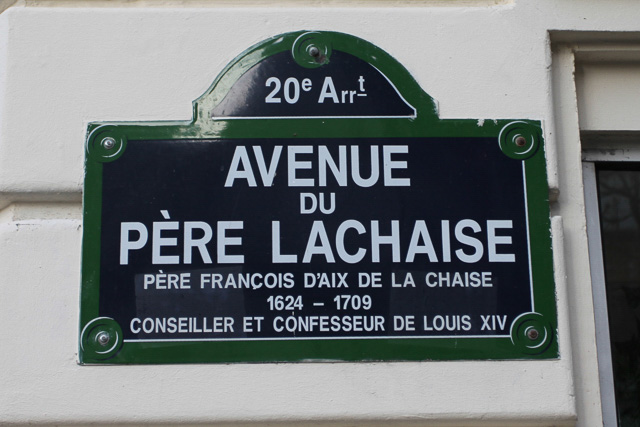 20e Arrt
AVENUE
DU
PÈRE LACHAISE
PÈRE FRANÇOIS D'AIX DE LA CHAISE
1624 – 1709
CONSEILLER ET CONFESSEUR DE LOUIS XIV